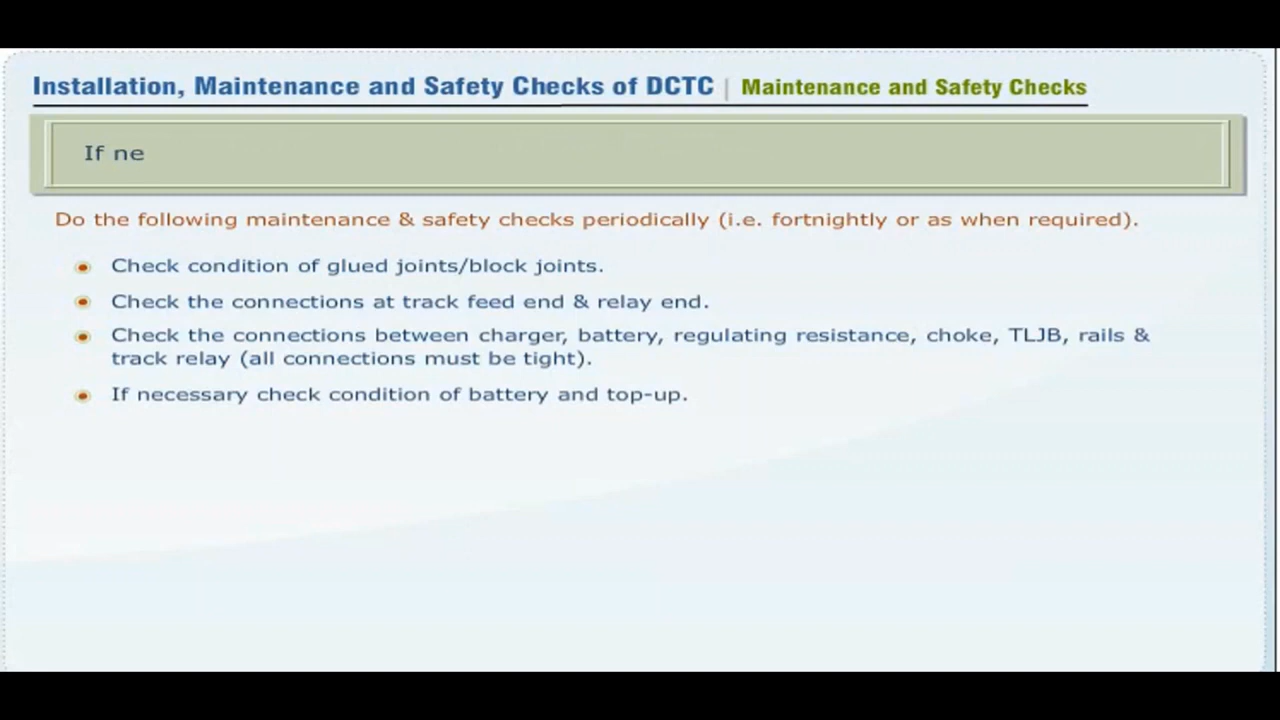 Installation, Maintenance and Safety Checks of DCTC | Maintenance and Safety Checks
If ne
Do the following maintenance & safety checks periodically (i.e. fortnightly or as when required).
Check condition of glued joints/block joints.
Check the connections at track feed end & relay end.
Check the connections between charger, battery, regulating resistance, choke, TLJB, rails &
track relay (all connections must be tight).
If necessary check condition of battery and top-up.